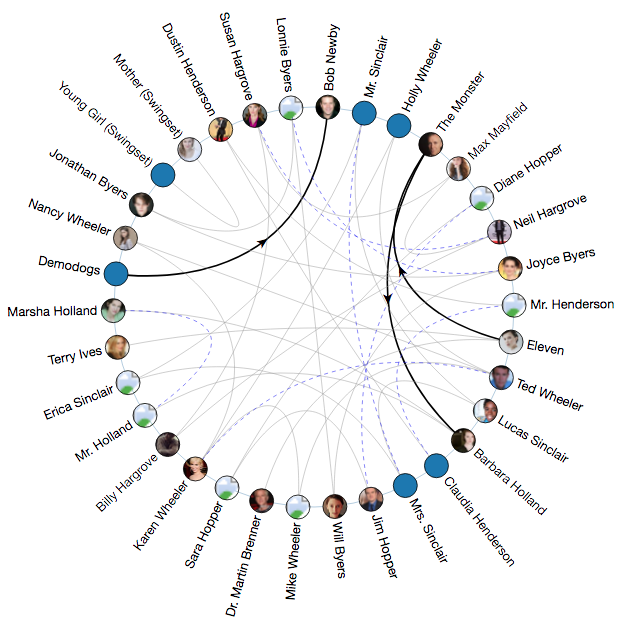 Bob Newby
Mr. Sinclair
Holly Wheeler
The Monster
Max Mayfield
Diane Hopper
Neil Hargrove
Joyce Byers
Mr. Henderson
Eleven
Ted Wheeler
Lucas Sinclair
Barbara Holland
Claudia Henderson
Mrs. Sinclair
Jim Hopper
Will Byers
Mike Wheeler
Dr. Martin Brenner
Sara Hopper
Karen Wheeler
Billy Hargrove
Mr. Holland
Erica Sinclair
Terry Ives
Marsha Holland
Demodogs
Nancy Wheeler
Jonathan Byers
Young Girl (Swingset)
Mother (Swingset)
Dustin Henderson
Susan Hargrove
Lonnie Byers